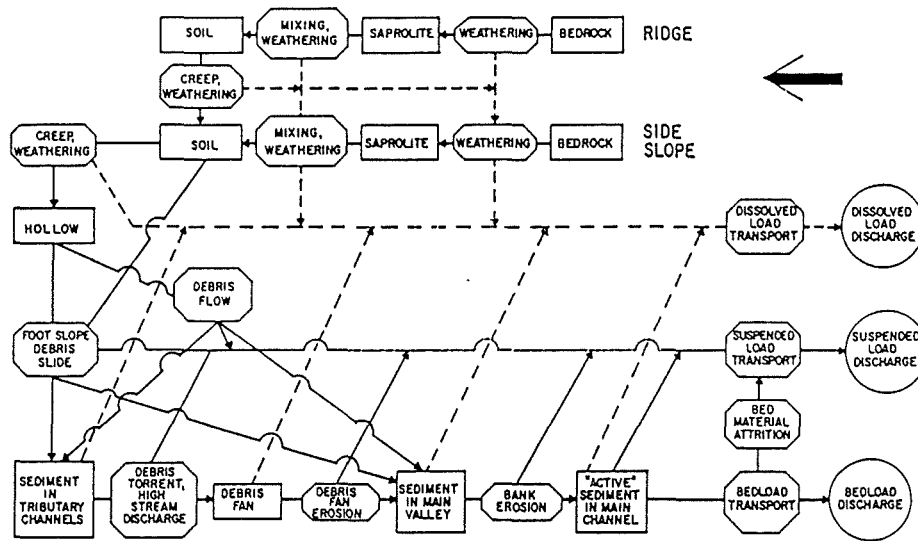 SOIL
MIXING,
WEATHERING
SAPROLITE
WEATHERING
BEDROCK
RIDGE
CREEP,
WEATHERING
CREEP,
WEATHERING
SOIL
MIXING,
WEATHERING
SAPROLITE
WEATHERING
BEDROCK
SIDE
SLOPE
HOLLOW
DISSOLVED
LOAD
TRANSPORT
DISSOLVED
LOAD
DISCHARGE
DEBRIS
FLOW
FOOT SLOPE
DEBRIS
SLIDE
SUSPENDED
LOAD
TRANSPORT
SUSPENDED
LOAD
DISCHARGE
BED
MATERIAL
ATTRITION
SEDIMENT
IN
TRIBUTARY
CHANNELS
DEBRIS
TORRENT,
HIGH
STREAM
DISCHARGE
DEBRIS
FAN
DEBRIS
FAN
EROSION
SEDIMENT
IN MAIN
VALLEY
BANK
EROSION
"ACTIVE"
SEDIMENT
IN MAIN
CHANNEL
BEDLOAD
TRANSPORT
BEDLOAD
DISCHARGE